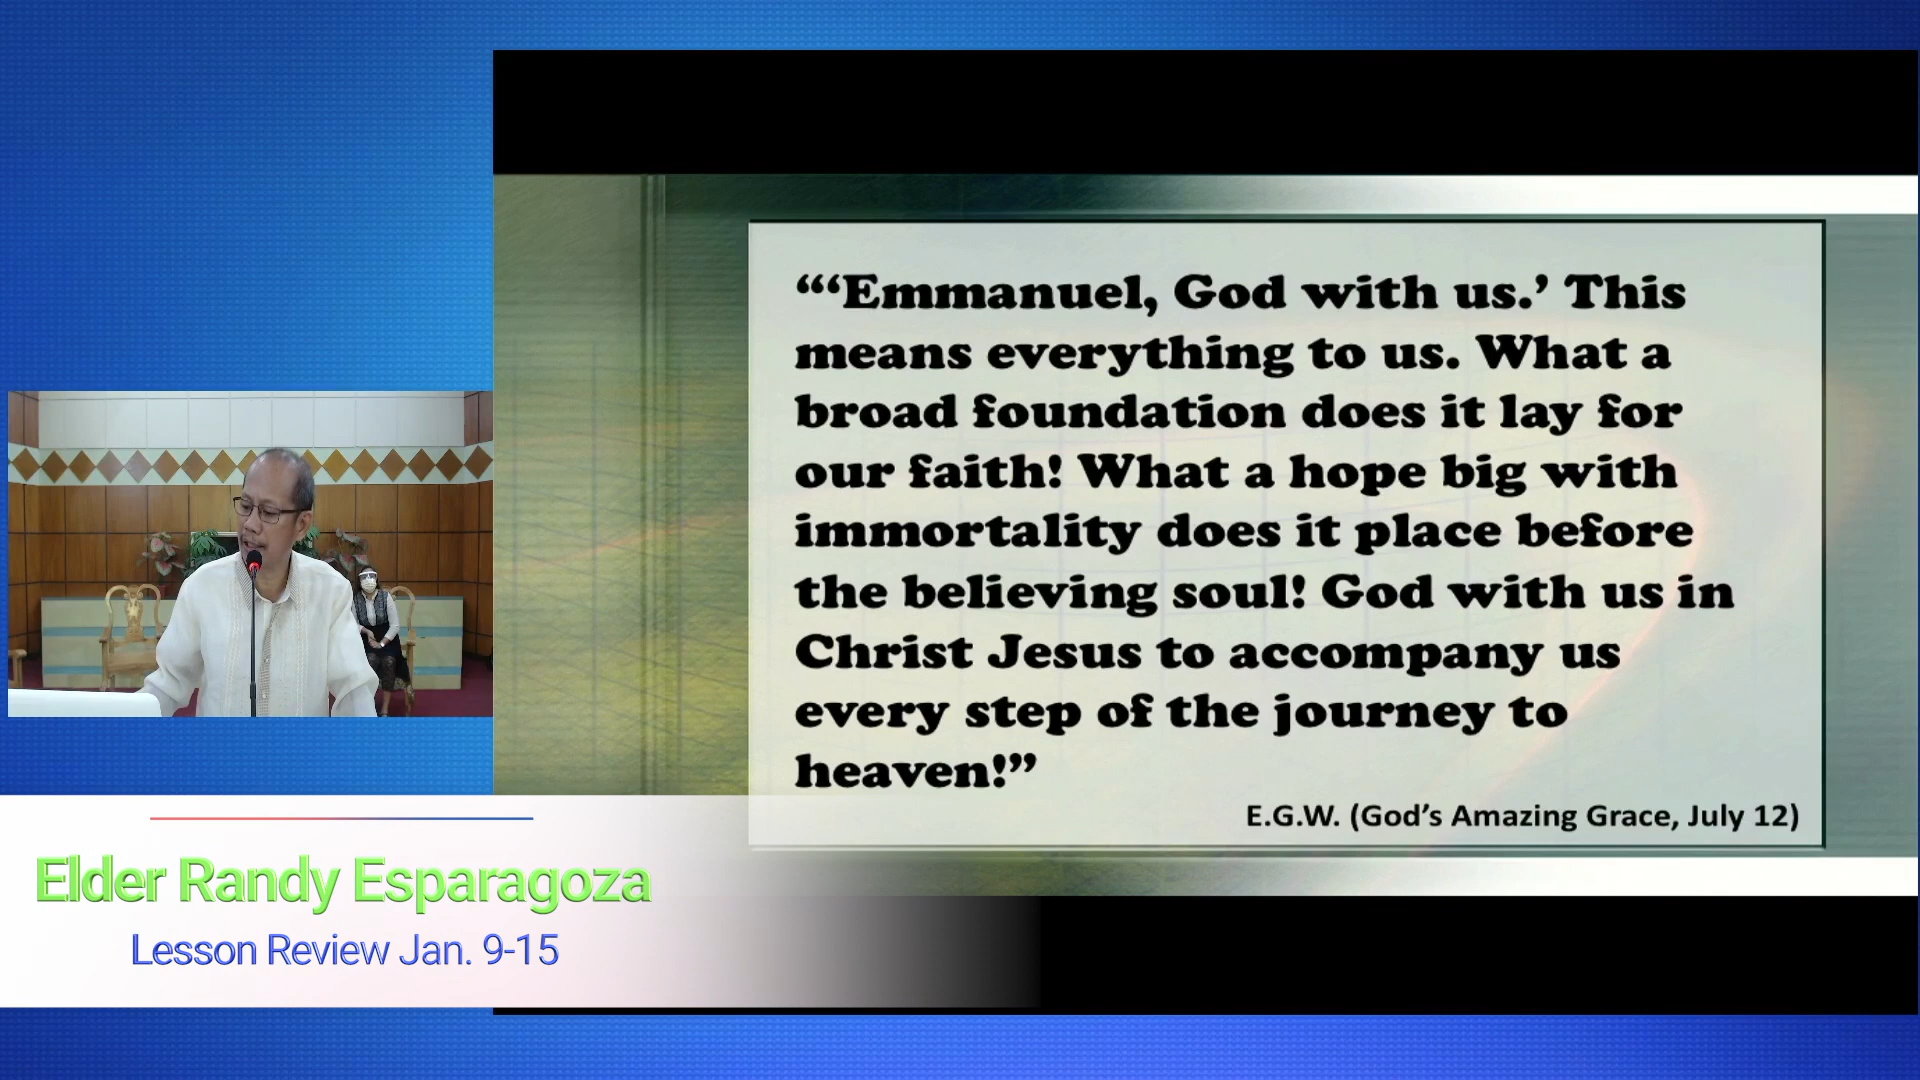 “‘Emmanuel, God with us.’ This
means everything to us. What a
broad foundation does it lay for
our faith! What a hope big with
immortality does it place before
the believing soul! God with us in
Christ Jesus to accompany us
every step of the journey to
heaven!”
E.G.W. (God’s Amazing Grace, July 12)
Elder Randy Esparagoza
Lesson Review Jan. 9-15